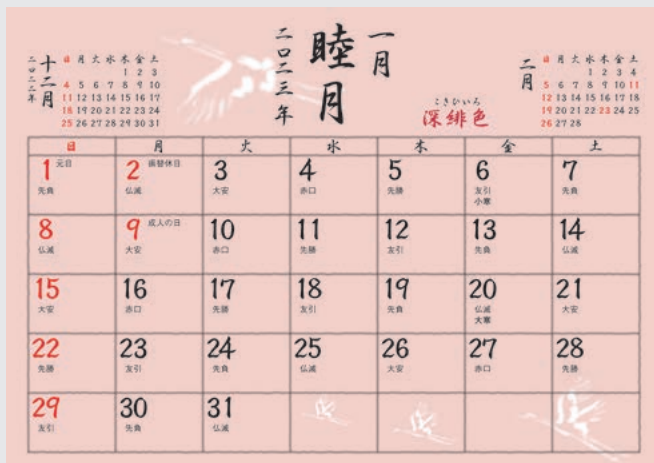 一月
睦月
二〇二三年
深緋色
こきひいろ
十二月
二〇二二年
日 月 火 水 木 金 土
1 2 3
4 5 6 7 8 9 10
11 12 13 14 15 16 17
18 19 20 21 22 23 24
25 26 27 28 29 30 31
二月
日 月 火 水 木 金 土
1 2 3 4
5 6 7 8 9 10 11
12 13 14 15 16 17 18
19 20 21 22 23 24 25
26 27 28
日 月 火 水 木 金 土
1 元日 2 振替休日 3 4 5 6 7
先負 仏滅 大安 赤口 先勝 友引 先負
小寒
8 9 成人の日 10 11 12 13 14
仏滅 大安 赤口 先勝 友引 先負 仏滅
15 16 17 18 19 20 21
大安 赤口 先勝 友引 先負 仏滅 大安
大寒
22 23 24 25 26 27 28
先勝 友引 先負 仏滅 大安 赤口 先勝
29 30 31
友引 先負 仏滅